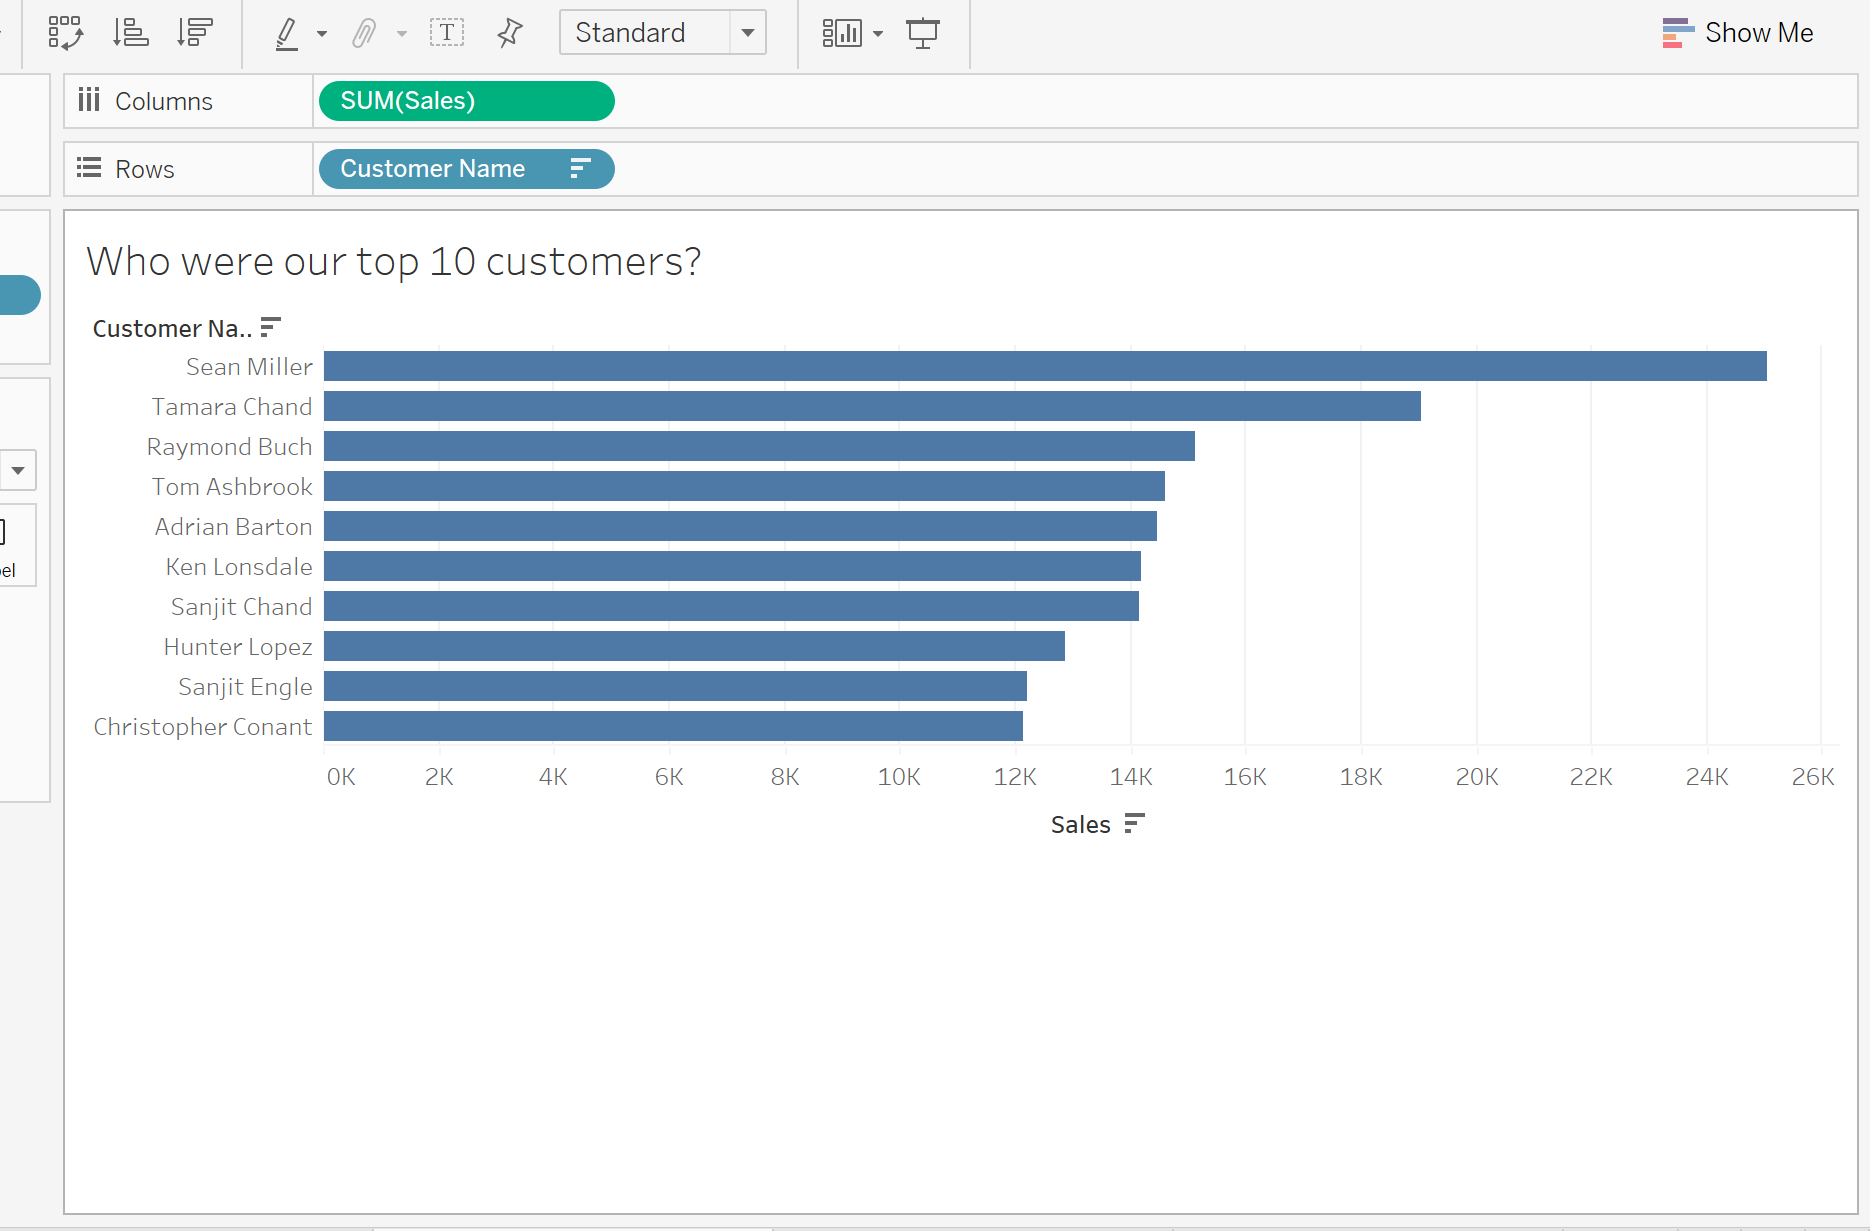 Standard
Show Me
Columns
SUM(Sales)
Rows
Customer Name
Who were our top 10 customers?
Customer Na..
Sean Miller
Tamara Chand
Raymond Buch
Tom Ashbrook
Adrian Barton
Ken Lonsdale
Sanjit Chand
Hunter Lopez
Sanjit Engle
Christopher Conant
0K 2K 4K 6K 8K 10K 12K 14K 16K 18K 20K 22K 24K 26K
Sales